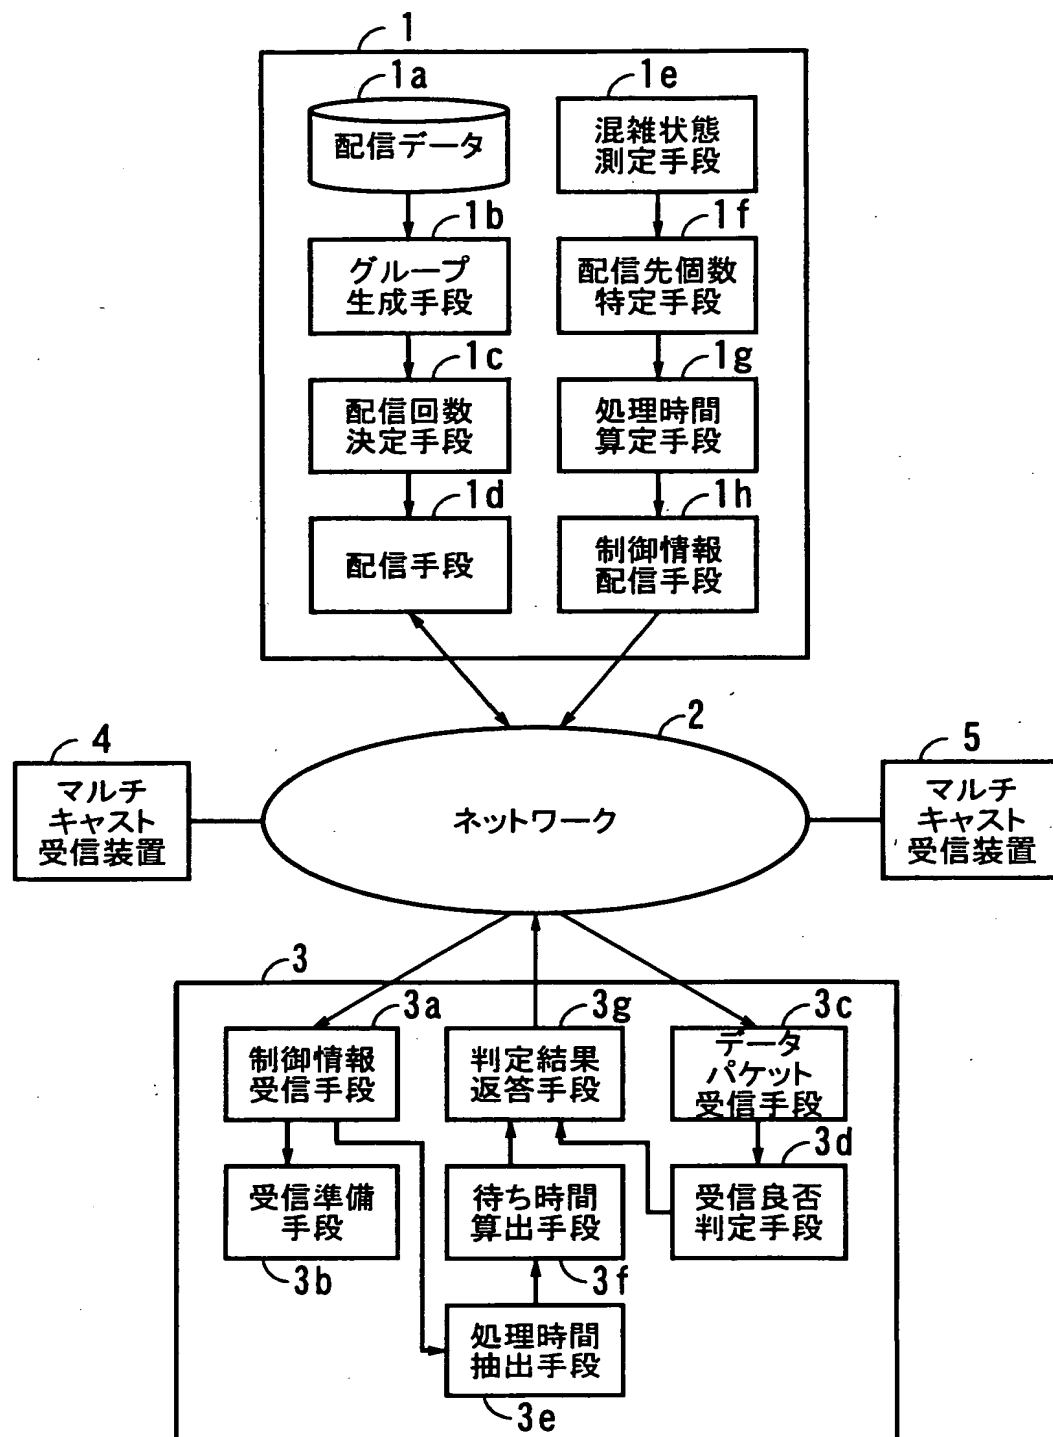 1
1a
配信データ
1e
混雑状態
測定手段
1b
グループ
生成手段
1f
配信先個数
特定手段
1c
配信回数
決定手段
1g
処理時間
算定手段
1d
配信手段
1h
制御情報
配信手段
2
ネットワーク
4
マルチ
キャスト
受信装置
5
マルチ
キャスト
受信装置
3
3a
制御情報
受信手段
3g
判定結果
返答手段
3c
データ
パケット
受信手段
受信準備
手段
3b
待ち時間
算出手段
3f
3d
受信良否
判定手段
処理時間
抽出手段
3e